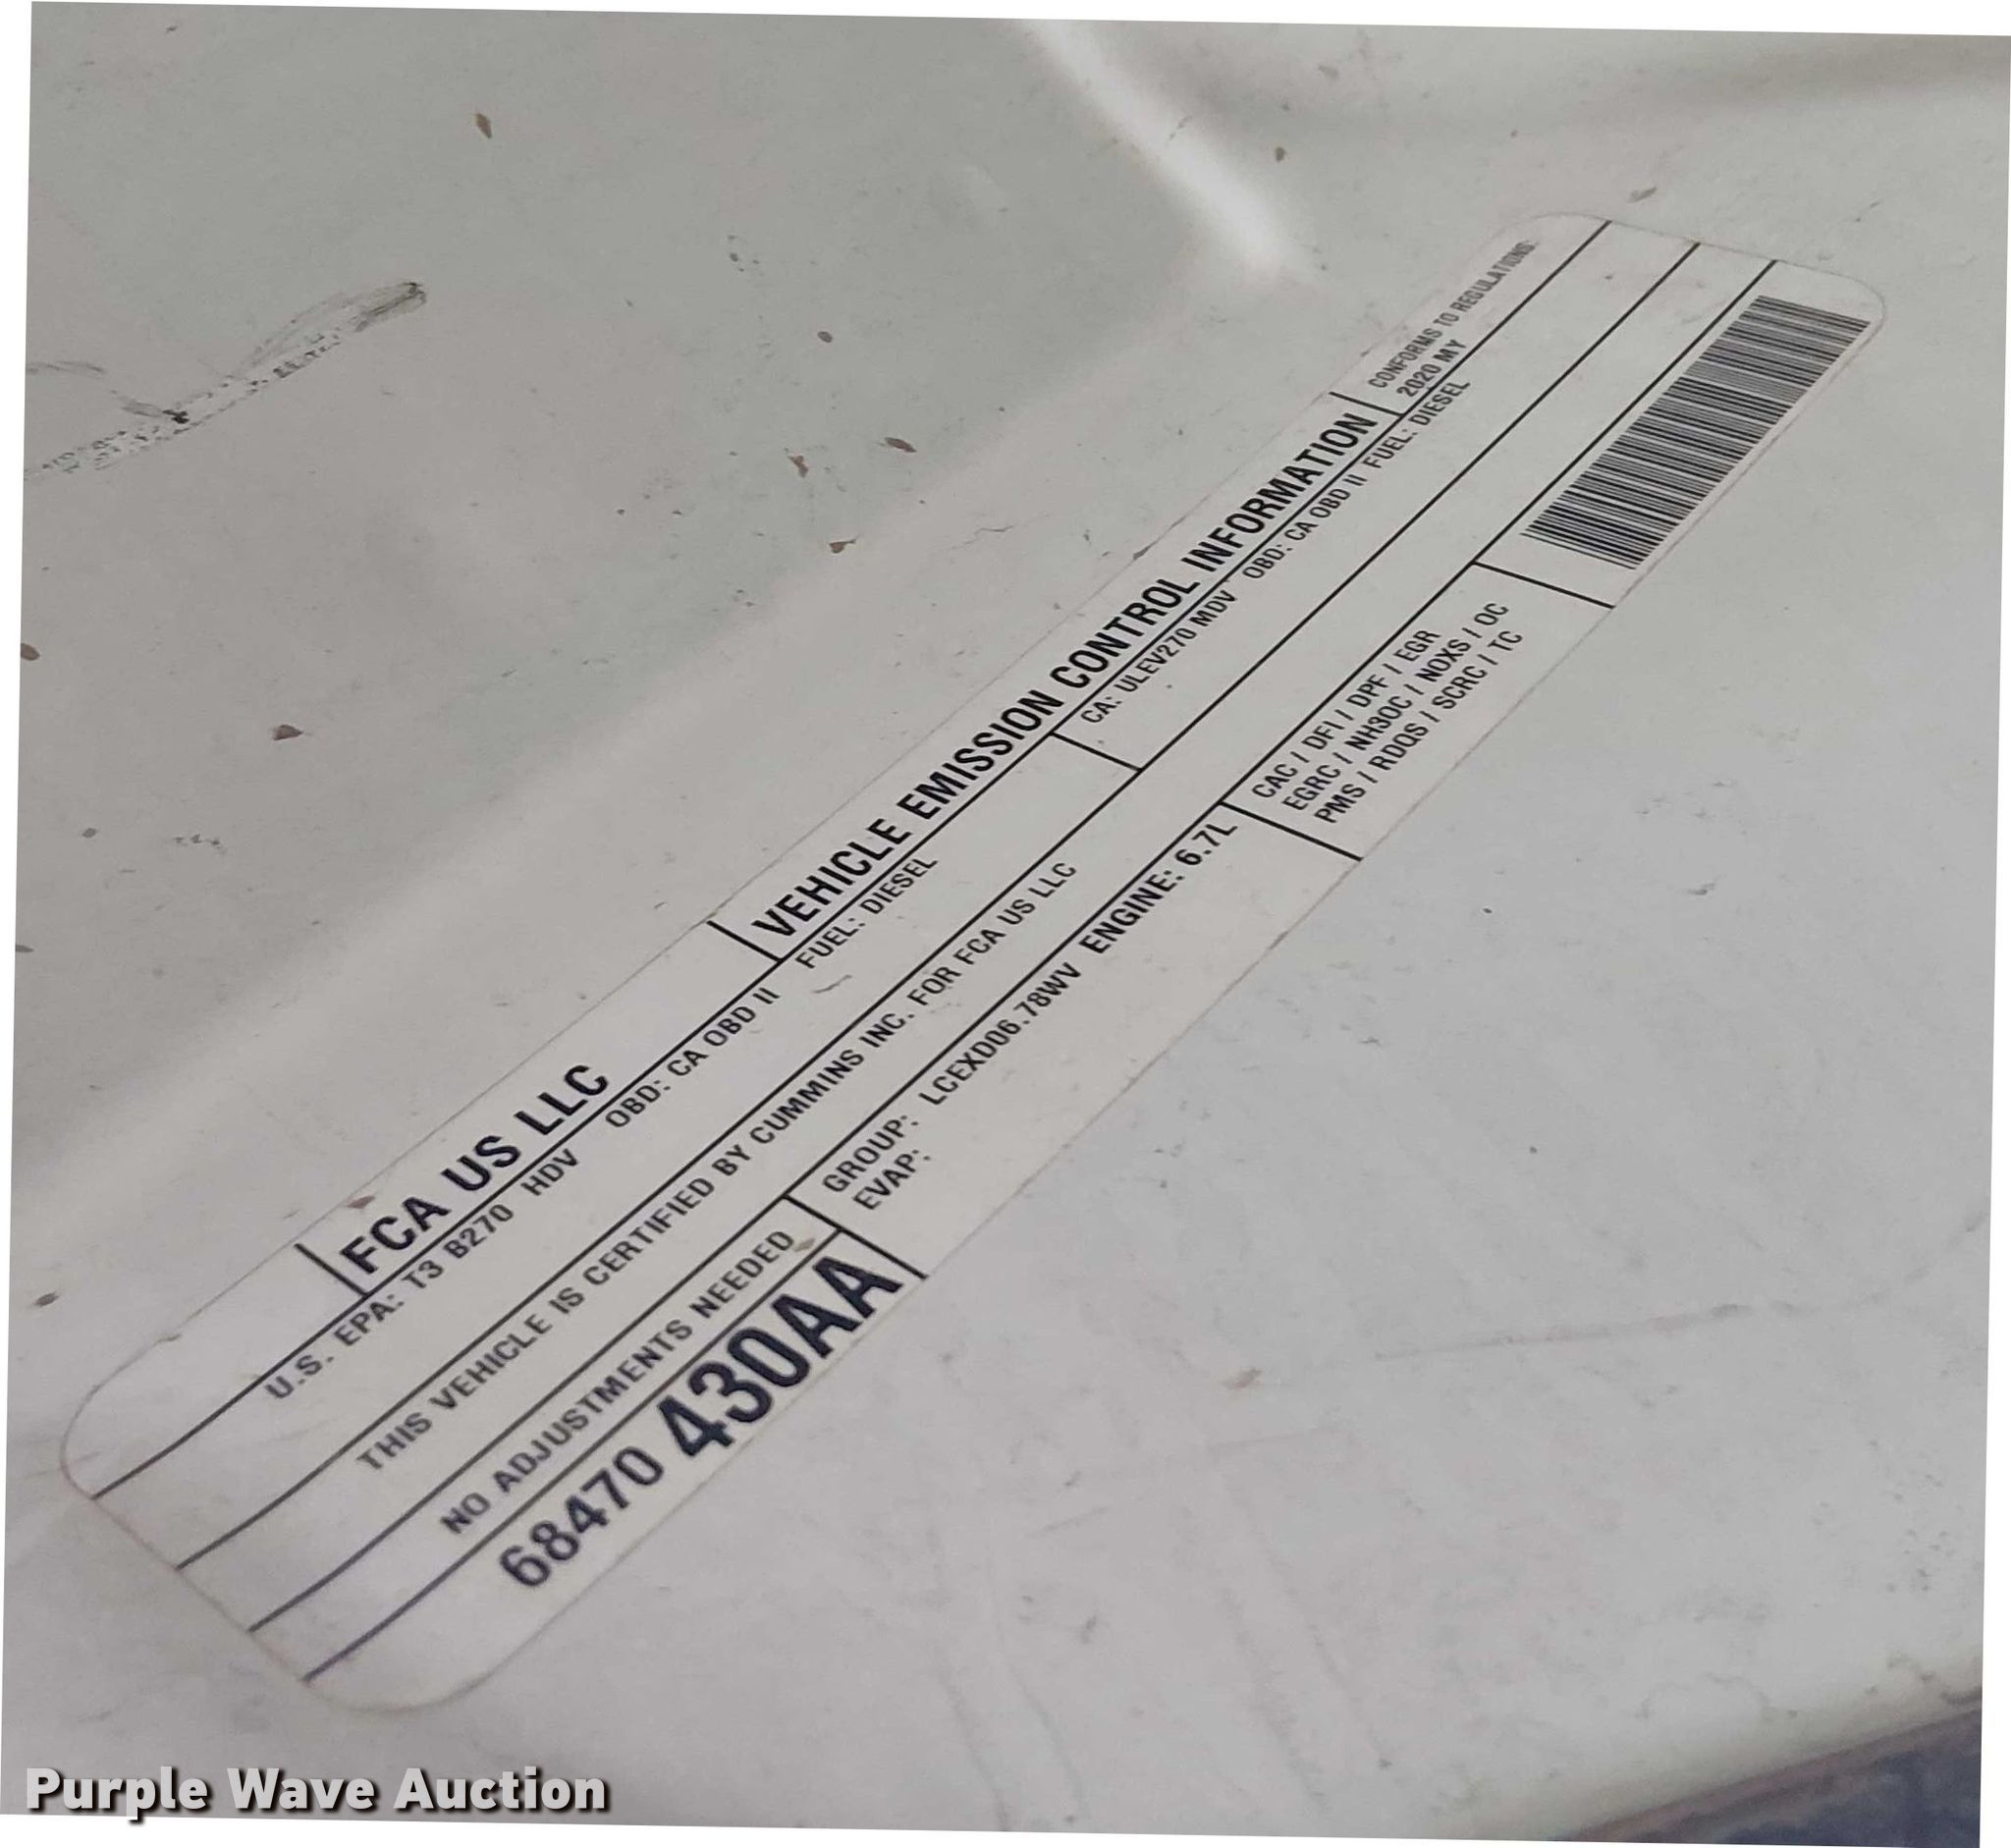 FCA US LLC
VEHICLE EMISSION CONTROL INFORMATION
CONFORMS TO REGULATIONS:
2020 MY
U.S. EPA: T3 B270 HDV OBD: CA OBD II FUEL: DIESEL
CA: ULEV270 MDV OBD: CA OBD II FUEL: DIESEL
THIS VEHICLE IS CERTIFIED BY CUMMINS INC. FOR FCA US LLC
NO ADJUSTMENTS NEEDED
68470 430AA
GROUP: LCEXD06.78WV ENGINE: 6.7L
EVAP:
CAC / DFI / DPF / EGR
EGRC / NH3OC / NOXS / OC
PMS / RDQS / SCRC / TC
Purple Wave Auction